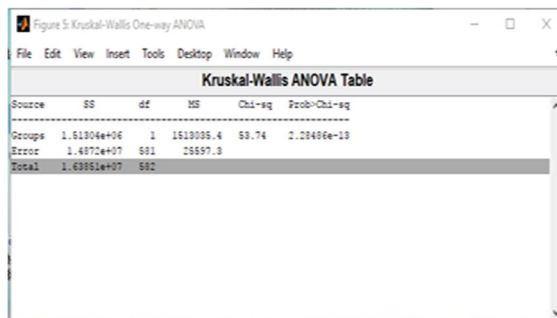 Figure 5: Kruskal-Wallis One-way ANOVA
File Edit View Insert Tools Desktop Window Help
Kruskal-Wallis ANOVA Table
Source SS df MS Chi-sq Prob>Chi-sq
Groups 1.51304e+06 1 1513035.4 53.74 2.28486e-13
Error 1.4872e+07 581 25597.3
Total 1.63851e+07 582